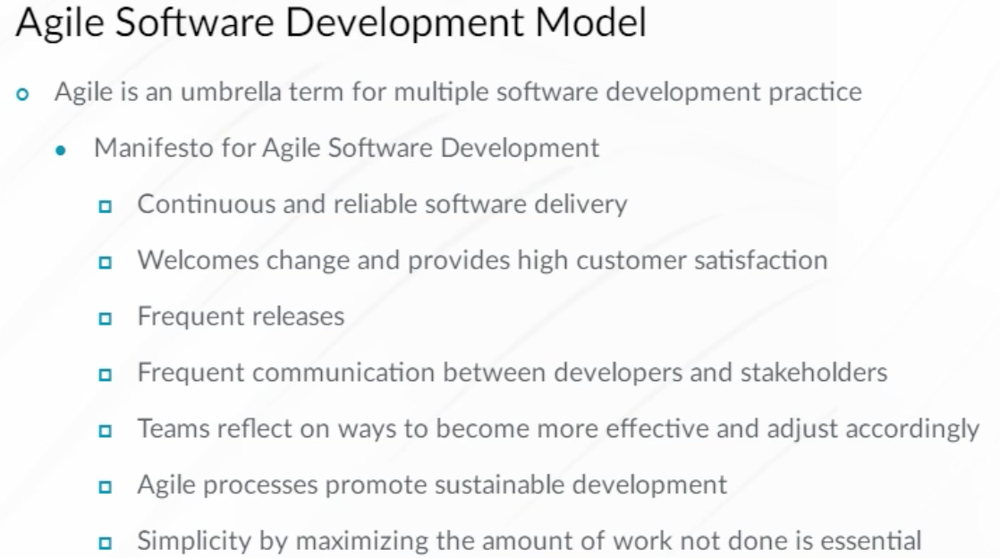 Agile Software Development Model
Agile is an umbrella term for multiple software development practice
Manifesto for Agile Software Development
Continuous and reliable software delivery
Welcomes change and provides high customer satisfaction
Frequent releases
Frequent communication between developers and stakeholders
Teams reflect on ways to become more effective and adjust accordingly
Agile processes promote sustainable development
Simplicity by maximizing the amount of work not done is essential